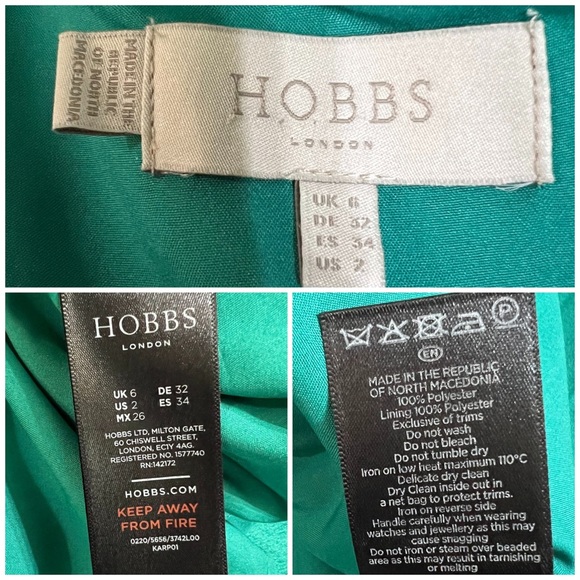 MADE IN THE
REPUBLIC
OF NORTH
MACEDONIA
HOBBS
LONDON
UK 6
DE 32
ES 34
US 2
HOBBS
LONDON
UK 6 DE 32
US 2 ES 34
MX 26
HOBBS LTD, MILTON GATE,
60 CHISWELL STREET,
LONDON, EC1Y 4AG.
REGISTERED NO. 1577740
RN:142172
HOBBS.COM
KEEP AWAY
FROM FIRE
0220/5656/3742L00
KARP01
P
EN
MADE IN THE REPUBLIC
OF NORTH MACEDONIA
100% Polyester
Lining 100% Polyester
Exclusive of trims
Do not wash
Do not bleach
Do not tumble dry
Iron on low heat maximum 110°C
Delicate dry clean
Dry Clean inside out in
a net bag to protect trims.
Iron on reverse side
Handle carefully when wearing
watches and jewellery as this may
cause snagging
Do not iron or steam over beaded
area as this may result in tarnishing
or melting